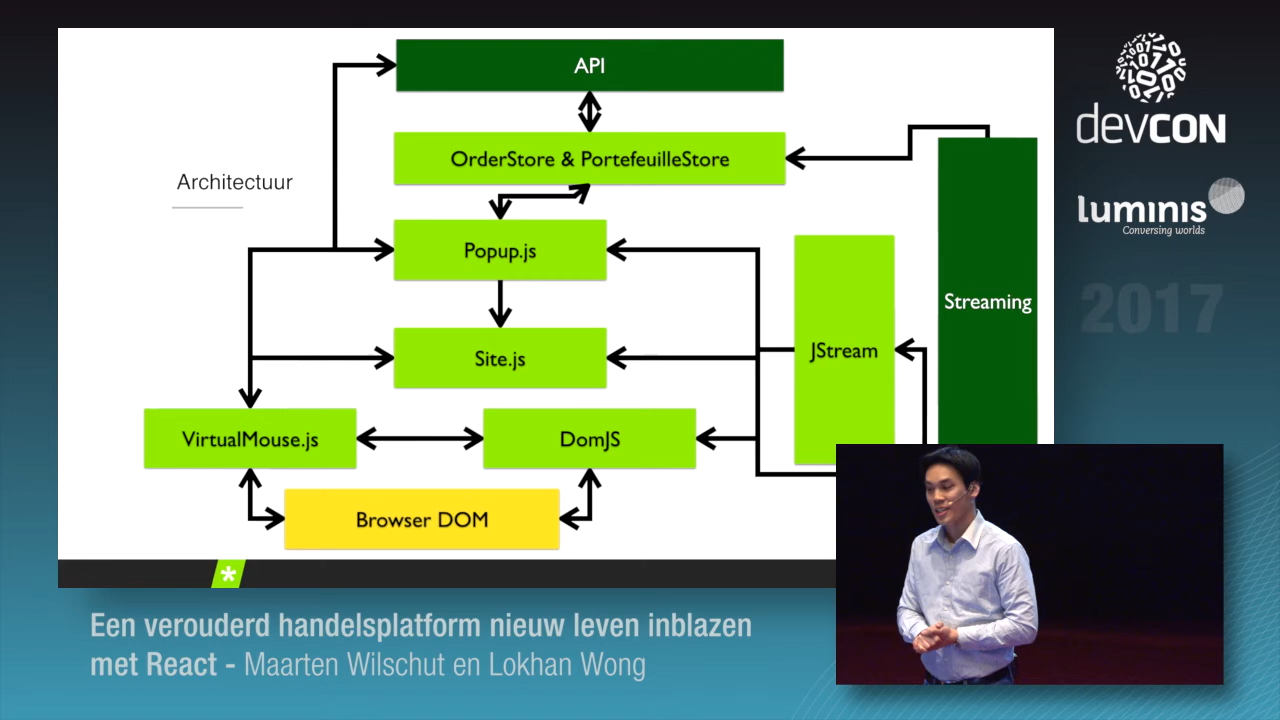 API
OrderStore & PortefeuilleStore
Architectuur
Popup.js
Streaming
JStream
Site.js
VirtualMouse.js
DomJS
Browser DOM
*
devcon
luminis
Conversing worlds
2017
Een verouderd handelsplatform nieuw leven inblazen
met React - Maarten Wilschut en Lokhan Wong